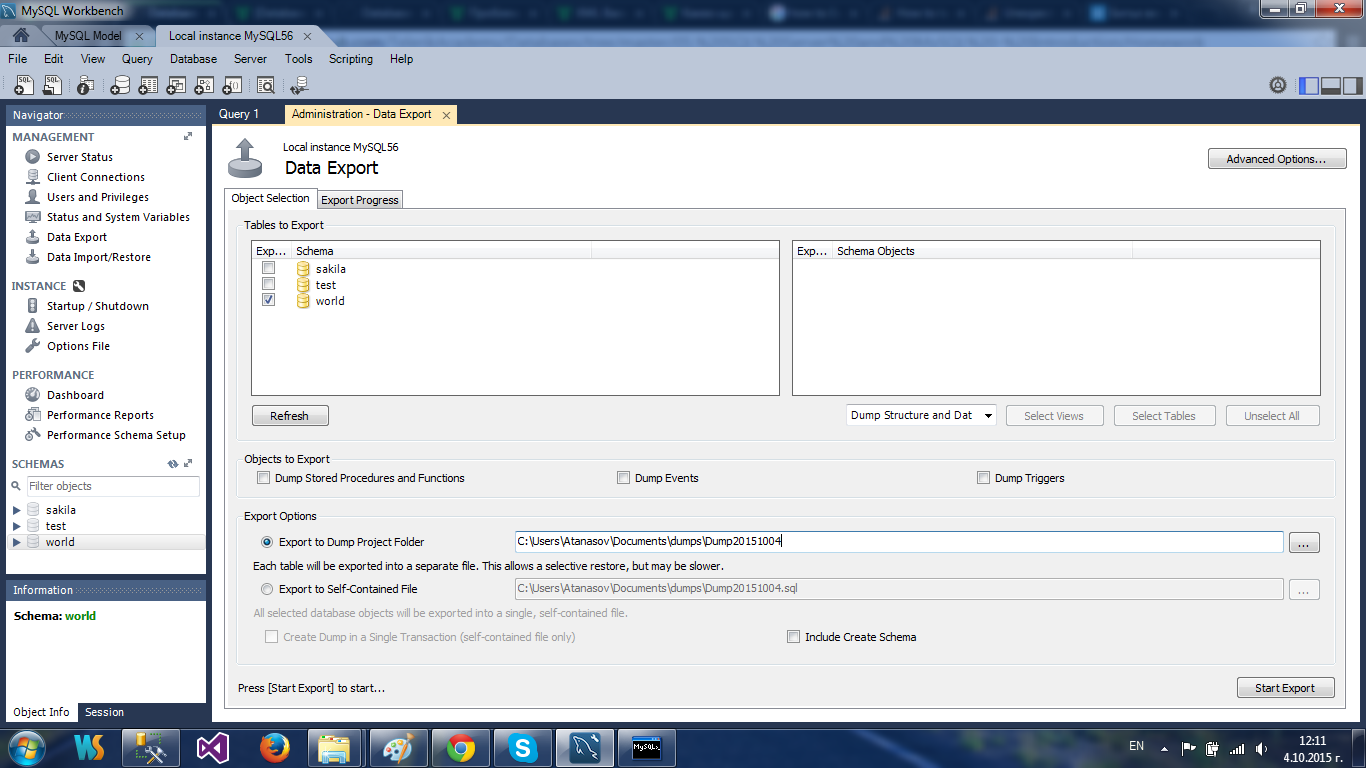 MySQL Workbench
MySQL Model
Local instance MySQL56
File Edit View Query Database Server Tools Scripting Help
Navigator
MANAGEMENT
Server Status
Client Connections
Users and Privileges
Status and System Variables
Data Export
Data Import/Restore
INSTANCE
Startup / Shutdown
Server Logs
Options File
PERFORMANCE
Dashboard
Performance Reports
Performance Schema Setup
SCHEMAS
Filter objects
sakila
test
world
Information
Schema: world
Object Info Session
Query 1 Administration - Data Export
Local instance MySQL56
Data Export
Advanced Options...
Object Selection Export Progress
Tables to Export
Exp... Schema
sakila
test
world
Exp... Schema Objects
Refresh
Dump Structure and Dat
Select Views
Select Tables
Unselect All
Objects to Export
Dump Stored Procedures and Functions Dump Events Dump Triggers
Export Options
Export to Dump Project Folder C:\Users\Atanasov\Documents\dumps\Dump20151004 ...
Each table will be exported into a separate file. This allows a selective restore, but may be slower.
Export to Self-Contained File C:\Users\Atanasov\Documents\dumps\Dump20151004.sql ...
All selected database objects will be exported into a single, self-contained file.
Create Dump in a Single Transaction (self-contained file only) Include Create Schema
Press [Start Export] to start...
Start Export
EN
12:11
4.10.2015 г.